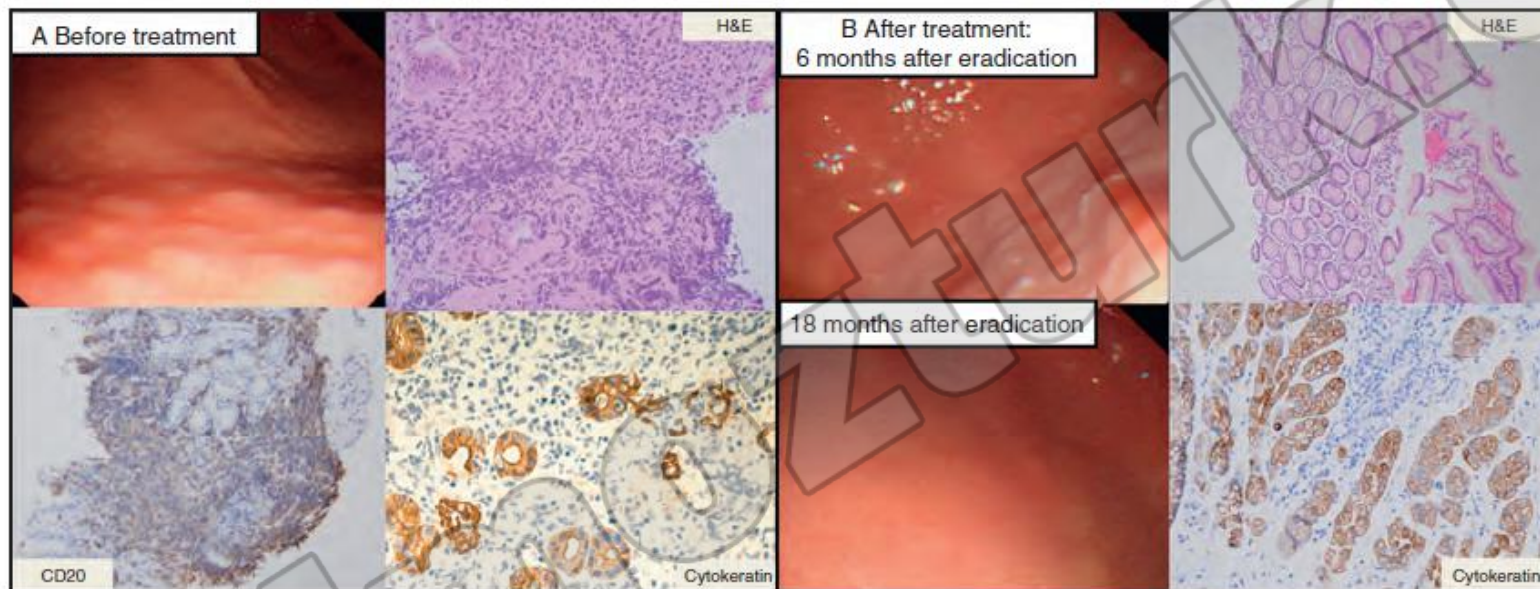 A Before treatment
H&E
B After treatment:
6 months after eradication
H&E
18 months after eradication
CD20
Cytokeratin
Cytokeratin